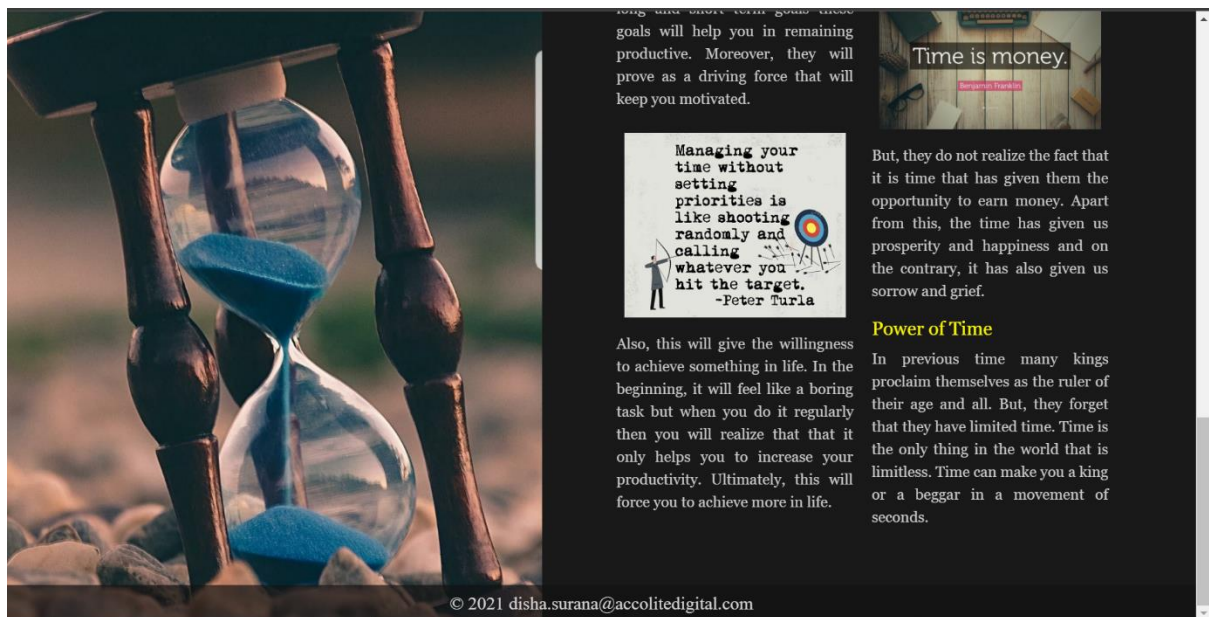 long and short term goals these
goals will help you in remaining
productive. Moreover, they will
prove as a driving force that will
keep you motivated.
Managing your
time without
setting
priorities is
like shooting
randomly and
calling
whatever you
hit the target.
-Peter Turla
Also, this will give the willingness
to achieve something in life. In the
beginning, it will feel like a boring
task but when you do it regularly
then you will realize that that it
only helps you to increase your
productivity. Ultimately, this will
force you to achieve more in life.
Time is money.
Benjamin Franklin
But, they do not realize the fact that
it is time that has given them the
opportunity to earn money. Apart
from this, the time has given us
prosperity and happiness and on
the contrary, it has also given us
sorrow and grief.
Power of Time
In previous time many kings
proclaim themselves as the ruler of
their age and all. But, they forget
that they have limited time. Time is
the only thing in the world that is
limitless. Time can make you a king
or a beggar in a movement of
seconds.
© 2021 disha.surana@accolitedigital.com